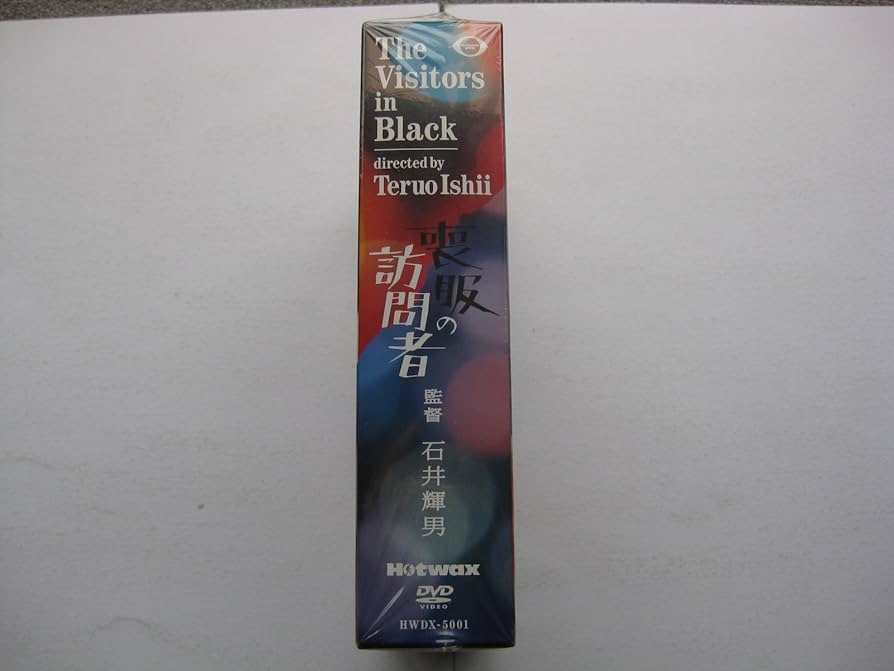 The
Visitors
in
Black
directed by
Teruo Ishii
喪服の
訪問者
監督 石井輝男
Hotwax
DVD
VIDEO
HWDX-5001